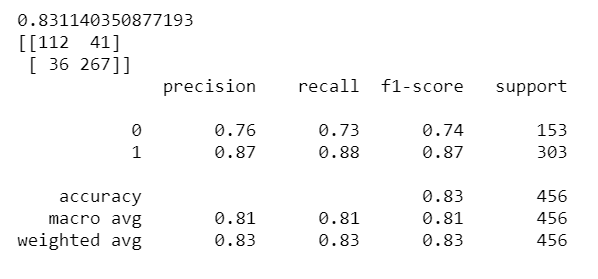 0.831140350877193
[[112  41]
 [ 36 267]]
              precision    recall  f1-score   support

           0       0.76      0.73      0.74       153
           1       0.87      0.88      0.87       303

    accuracy                           0.83       456
   macro avg       0.81      0.81      0.81       456
weighted avg       0.83      0.83      0.83       456